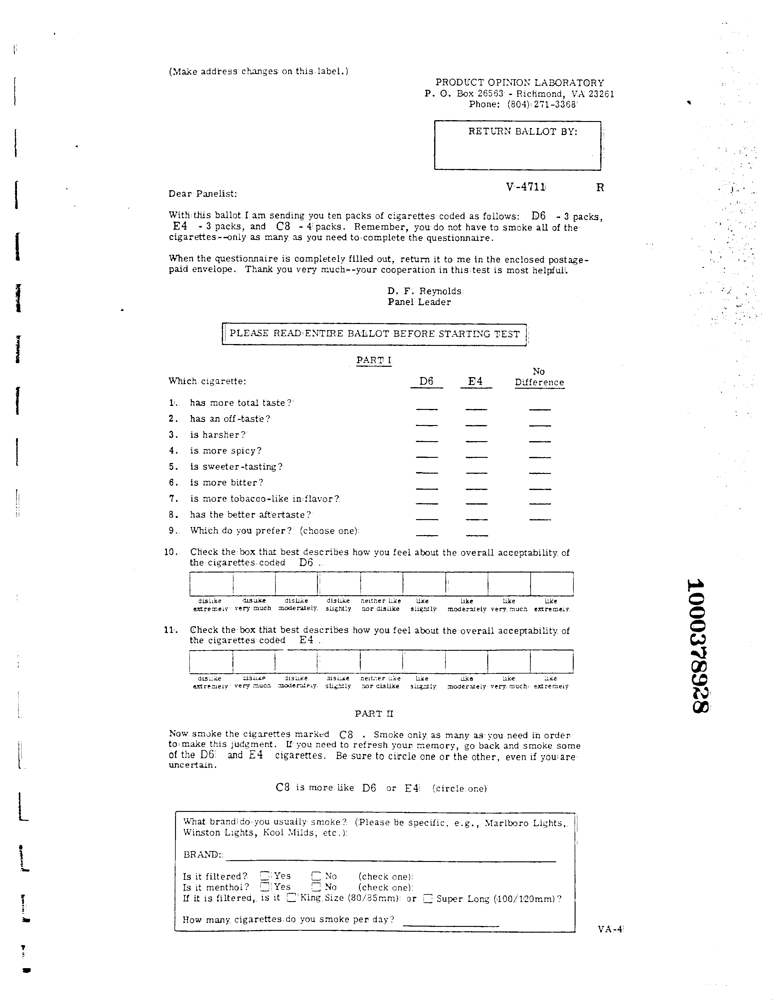 (Make address changes on this label.)
PRODUCT OPINION LABORATORY
P. O. Box 26563 - Richmond, VA 23261
Phone: (804) 271-3368
RETURN BALLOT BY:
V-4711 R
Dear Panelist:
With this ballot I am sending you ten packs of cigarettes coded as follows: D6 - 3 packs,
E4 - 3 packs, and C8 - 4 packs. Remember, you do not have to smoke all of the
cigarettes--only as many as you need to complete the questionnaire.
When the questionnaire is completely filled out, return it to me in the enclosed postage-
paid envelope. Thank you very much--your cooperation in this test is most helpful.
D. F. Reynolds
Panel Leader
PLEASE READ ENTIRE BALLOT BEFORE STARTING TEST
PART I
Which cigarette: D6 E4 No Difference
1. has more total taste?
2. has an off-taste?
3. is harsher?
4. is more spicy?
5. is sweeter-tasting?
6. is more bitter?
7. is more tobacco-like in flavor?
8. has the better aftertaste?
9. Which do you prefer? (choose one)
10. Check the box that best describes how you feel about the overall acceptability of
the cigarettes coded D6 .
dislike dislike dislike dislike neither like like like like like
extremely very much moderately slightly nor dislike slightly moderately very much extremely
11. Check the box that best describes how you feel about the overall acceptability of
the cigarettes coded E4 .
dislike dislike dislike dislike neither like like like like like
extremely very much moderately slightly nor dislike slightly moderately very much extremely
PART II
Now smoke the cigarettes marked C8 . Smoke only as many as you need in order
to make this judgment. If you need to refresh your memory, go back and smoke some
of the D6 and E4 cigarettes. Be sure to circle one or the other, even if you are
uncertain.
C8 is more like D6 or E4 (circle one)
What brand do you usually smoke? (Please be specific, e.g., Marlboro Lights,
Winston Lights, Kool Milds, etc.)
BRAND:
Is it filtered? Yes No (check one)
Is it menthol? Yes No (check one)
If it is filtered, is it King Size (80/85mm) or Super Long (100/120mm)?
How many cigarettes do you smoke per day?
VA-4
1000378928